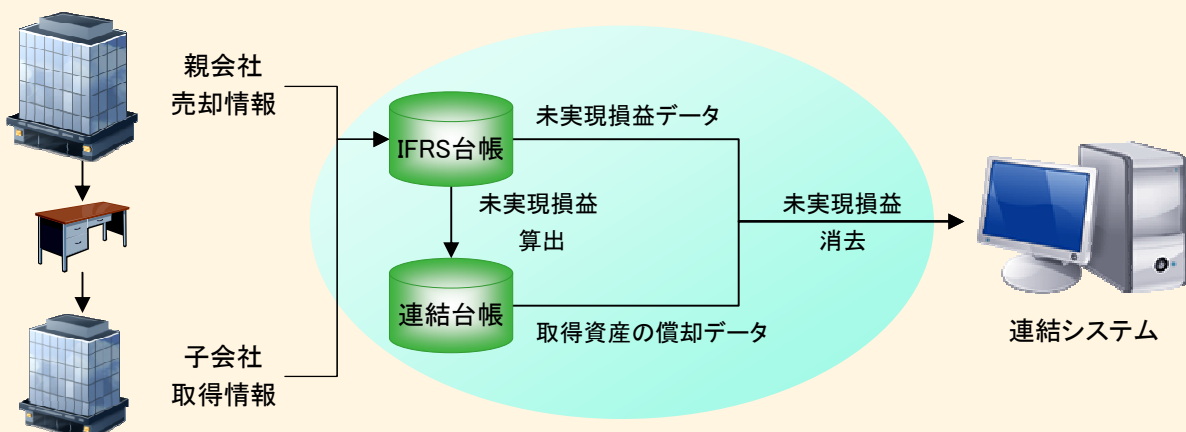 親会社
売却情報
IFRS台帳
未実現損益データ
未実現損益
算出
未実現損益
消去
連結台帳
取得資産の償却データ
連結システム
子会社
取得情報